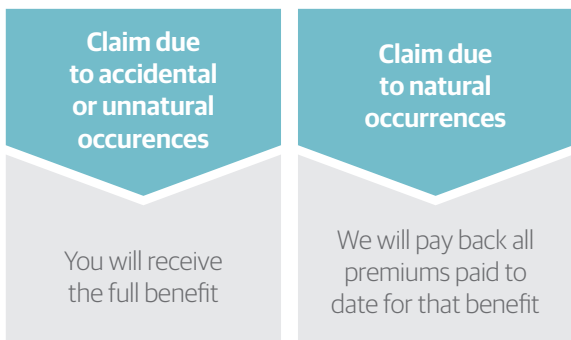 Claim due
to accidental
or unnatural
occurences
You will receive
the full benefit
Claim due
to natural
occurrences
We will pay back all
premiums paid to
date for that benefit